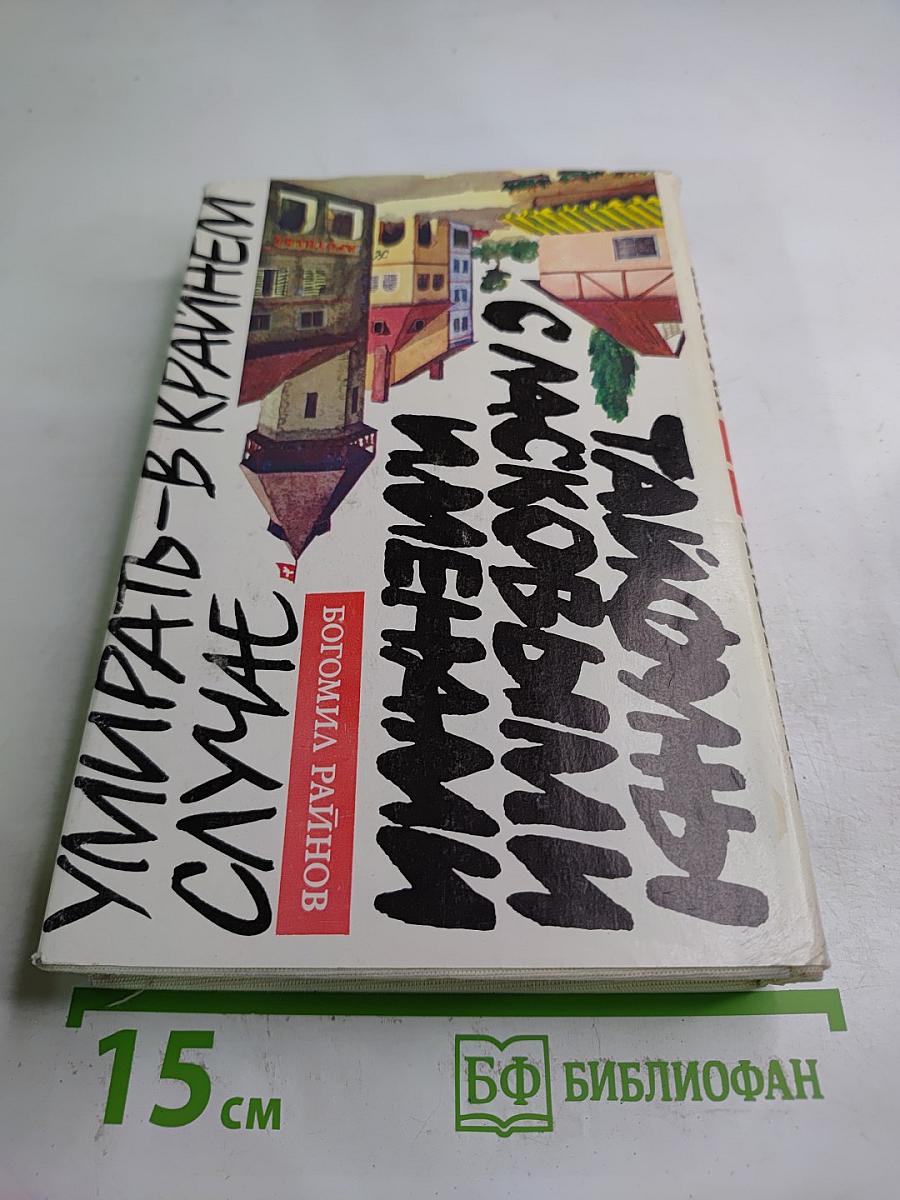 ТАЙФУНЫ
С ЛАСКОВЫМИ
ИМЕНАМИ
БОГОМИЛ РАЙНОВ
УМИРАТЬ – В КРАЙНЕМ
СЛУЧАЕ
15 см
БФ БИБЛИОФАН